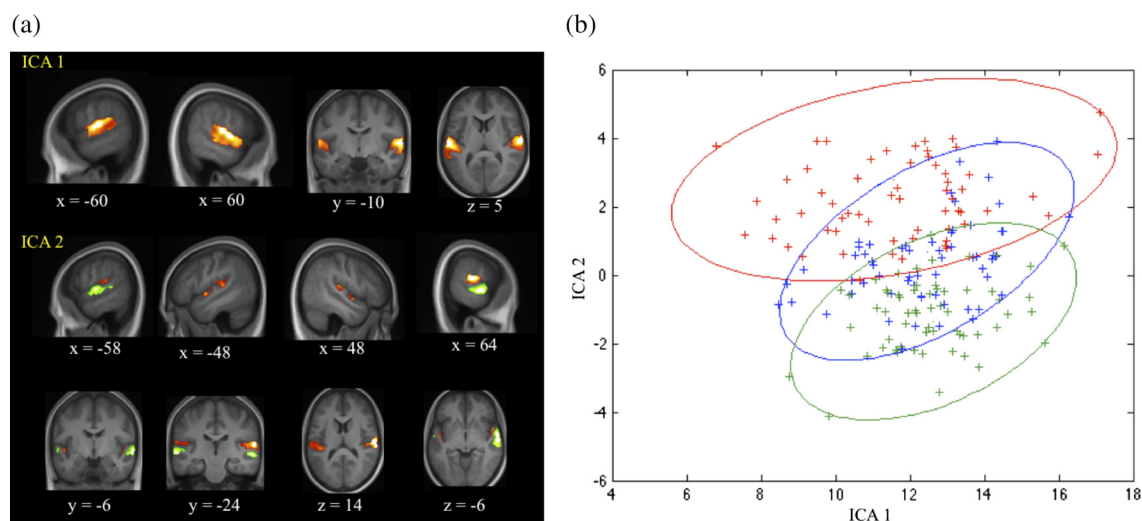 (a)
ICA 1
x = -60
x = 60
y = -10
z = 5
ICA 2
x = -58
x = -48
x = 48
x = 64
y = -6
y = -24
z = 14
z = -6
(b)
6
4
2
0
-2
-4
-6
ICA 2
4 6 8 10 12 14 16 18
ICA 1